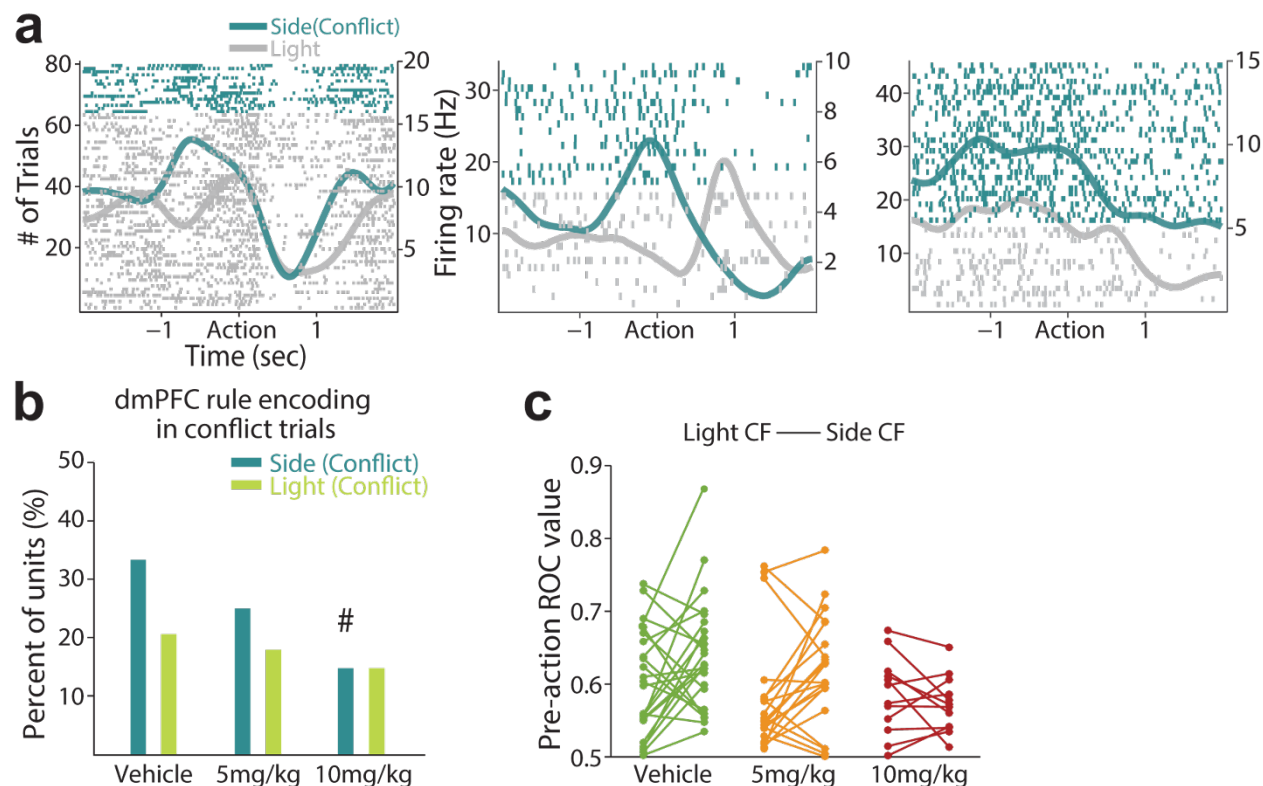 a
Side(Conflict)
Light
# of Trials
80
60
40
20
20
15
10
5
−1 Action 1
Time (sec)
Firing rate (Hz)
30
20
10
10
8
6
4
2
−1 Action 1
40
30
20
10
15
10
5
−1 Action 1
b
dmPFC rule encoding
in conflict trials
Side (Conflict)
Light (Conflict)
Percent of units (%)
50
40
30
20
10
#
Vehicle 5mg/kg 10mg/kg
c
Light CF Side CF
Pre-action ROC value
0.9
0.8
0.7
0.6
0.5
Vehicle 5mg/kg 10mg/kg